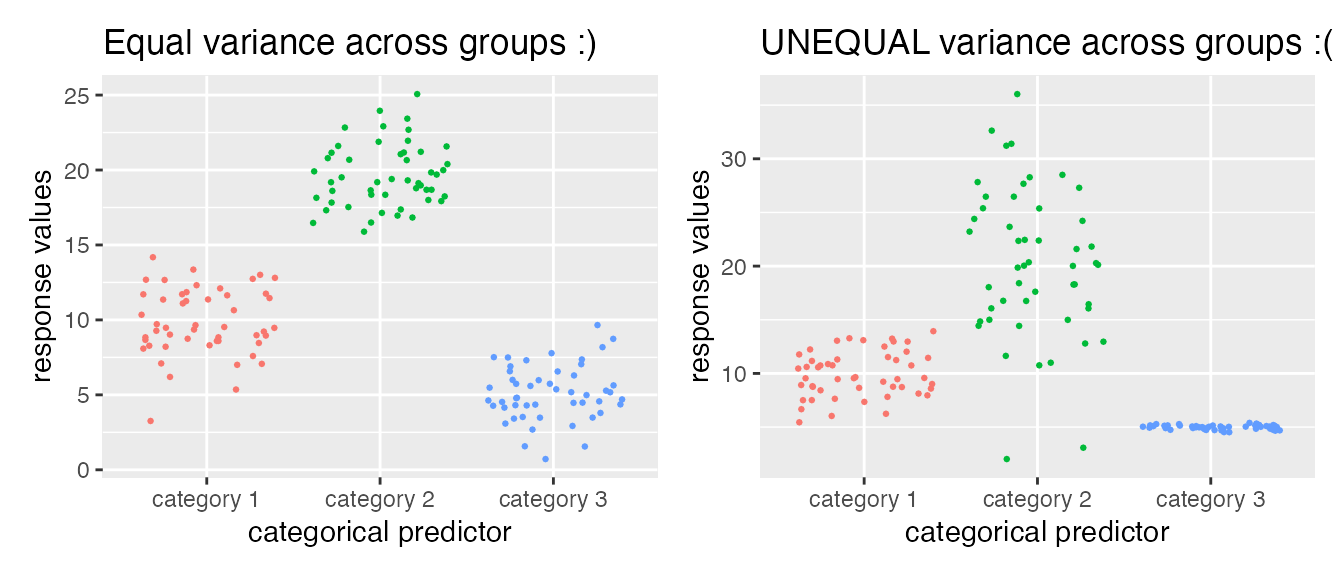 Equal variance across groups :)
response values
25
20
15
10
5
0
category 1 category 2 category 3
categorical predictor
UNEQUAL variance across groups :(
response values
30
20
10
category 1 category 2 category 3
categorical predictor